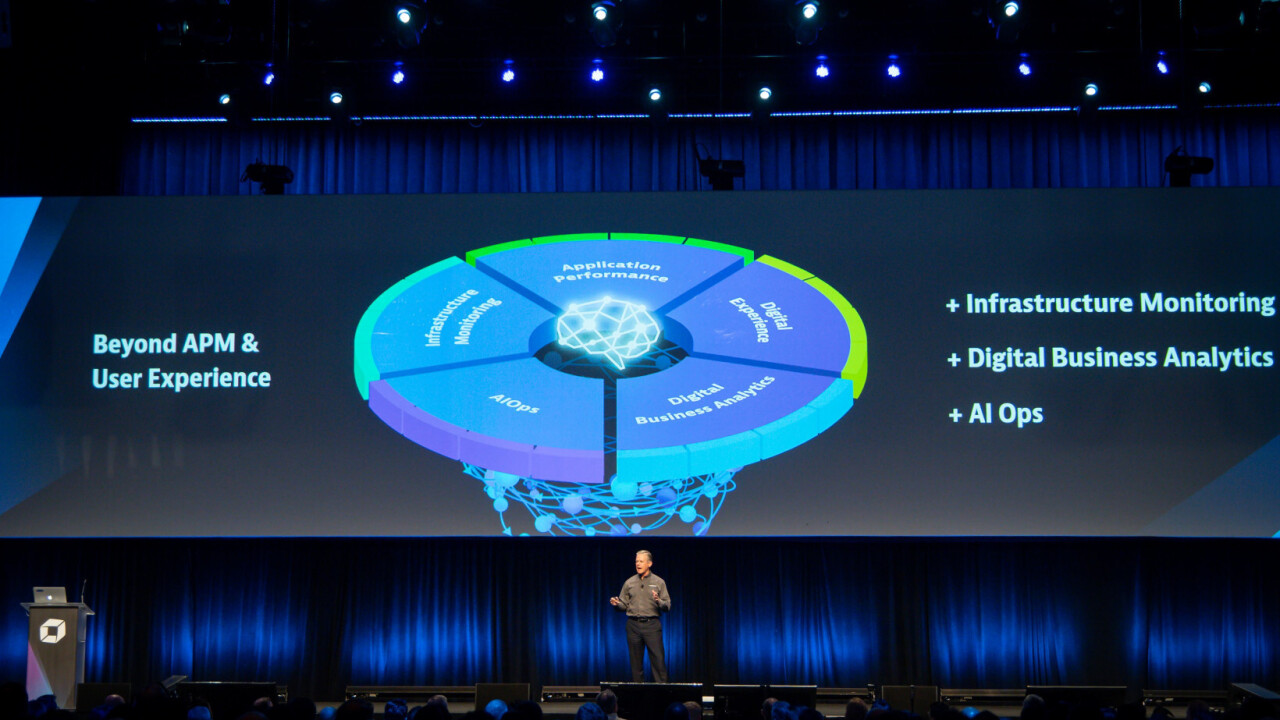 Beyond APM &
User Experience
Application
Performance
Infrastructure
Monitoring
Digital
Experience
AIOps
Digital
Business Analytics
+ Infrastructure Monitoring
+ Digital Business Analytics
+ AI Ops